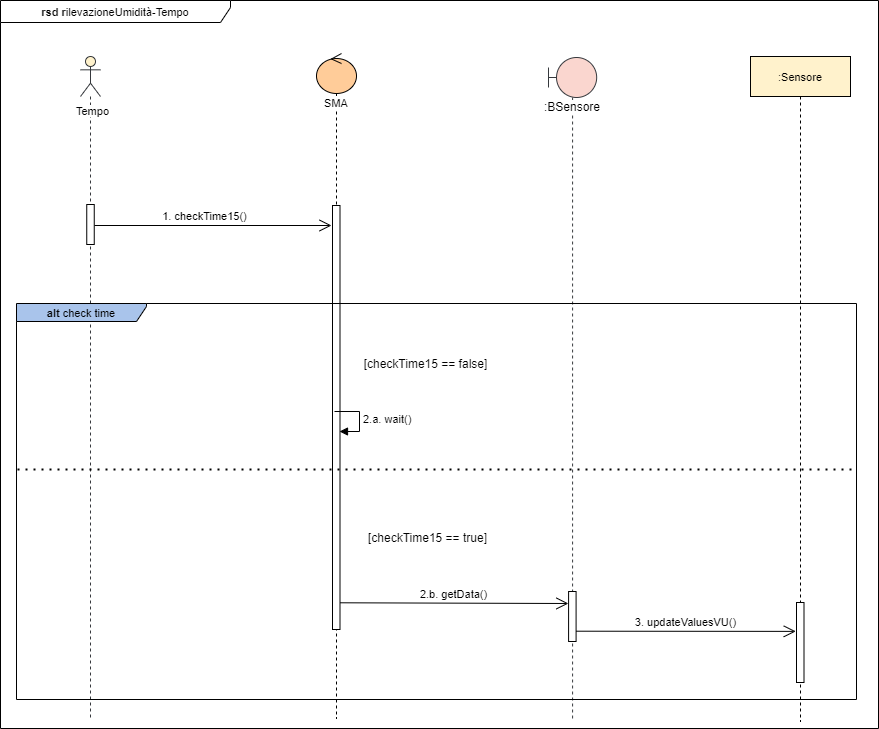 rsd rilevazioneUmidità-Tempo
Tempo
SMA
:BSensore
:Sensore
1. checkTime15()
alt check time
[checkTime15 == false]
2.a. wait()
[checkTime15 == true]
2.b. getData()
3. updateValuesVU()